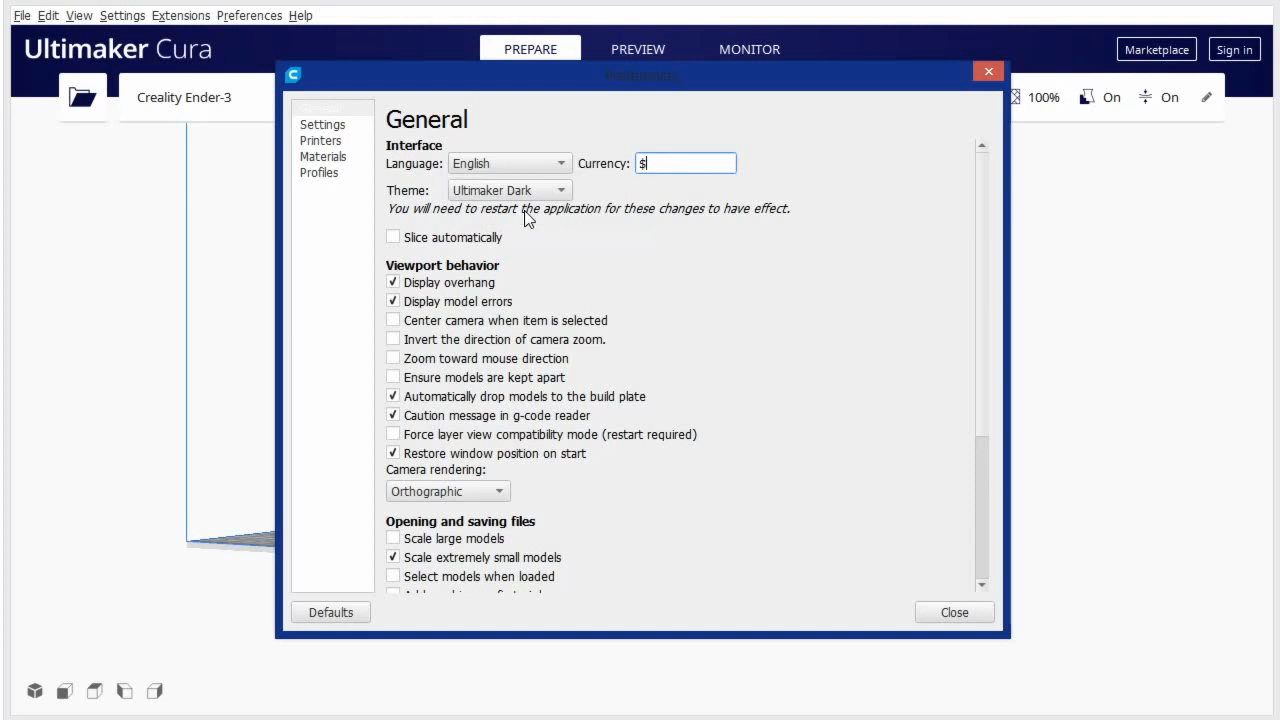 File Edit View Settings Extensions Preferences Help
Ultimaker Cura
PREPARE PREVIEW MONITOR
Marketplace Sign in
Creality Ender-3
100% On On
General
Settings
Printers
Materials
Profiles
General
Interface
Language: English Currency: $
Theme: Ultimaker Dark
You will need to restart the application for these changes to have effect.
Slice automatically
Viewport behavior
Display overhang
Display model errors
Center camera when item is selected
Invert the direction of camera zoom.
Zoom toward mouse direction
Ensure models are kept apart
Automatically drop models to the build plate
Caution message in g-code reader
Force layer view compatibility mode (restart required)
Restore window position on start
Camera rendering:
Orthographic
Opening and saving files
Scale large models
Scale extremely small models
Select models when loaded
Defaults Close